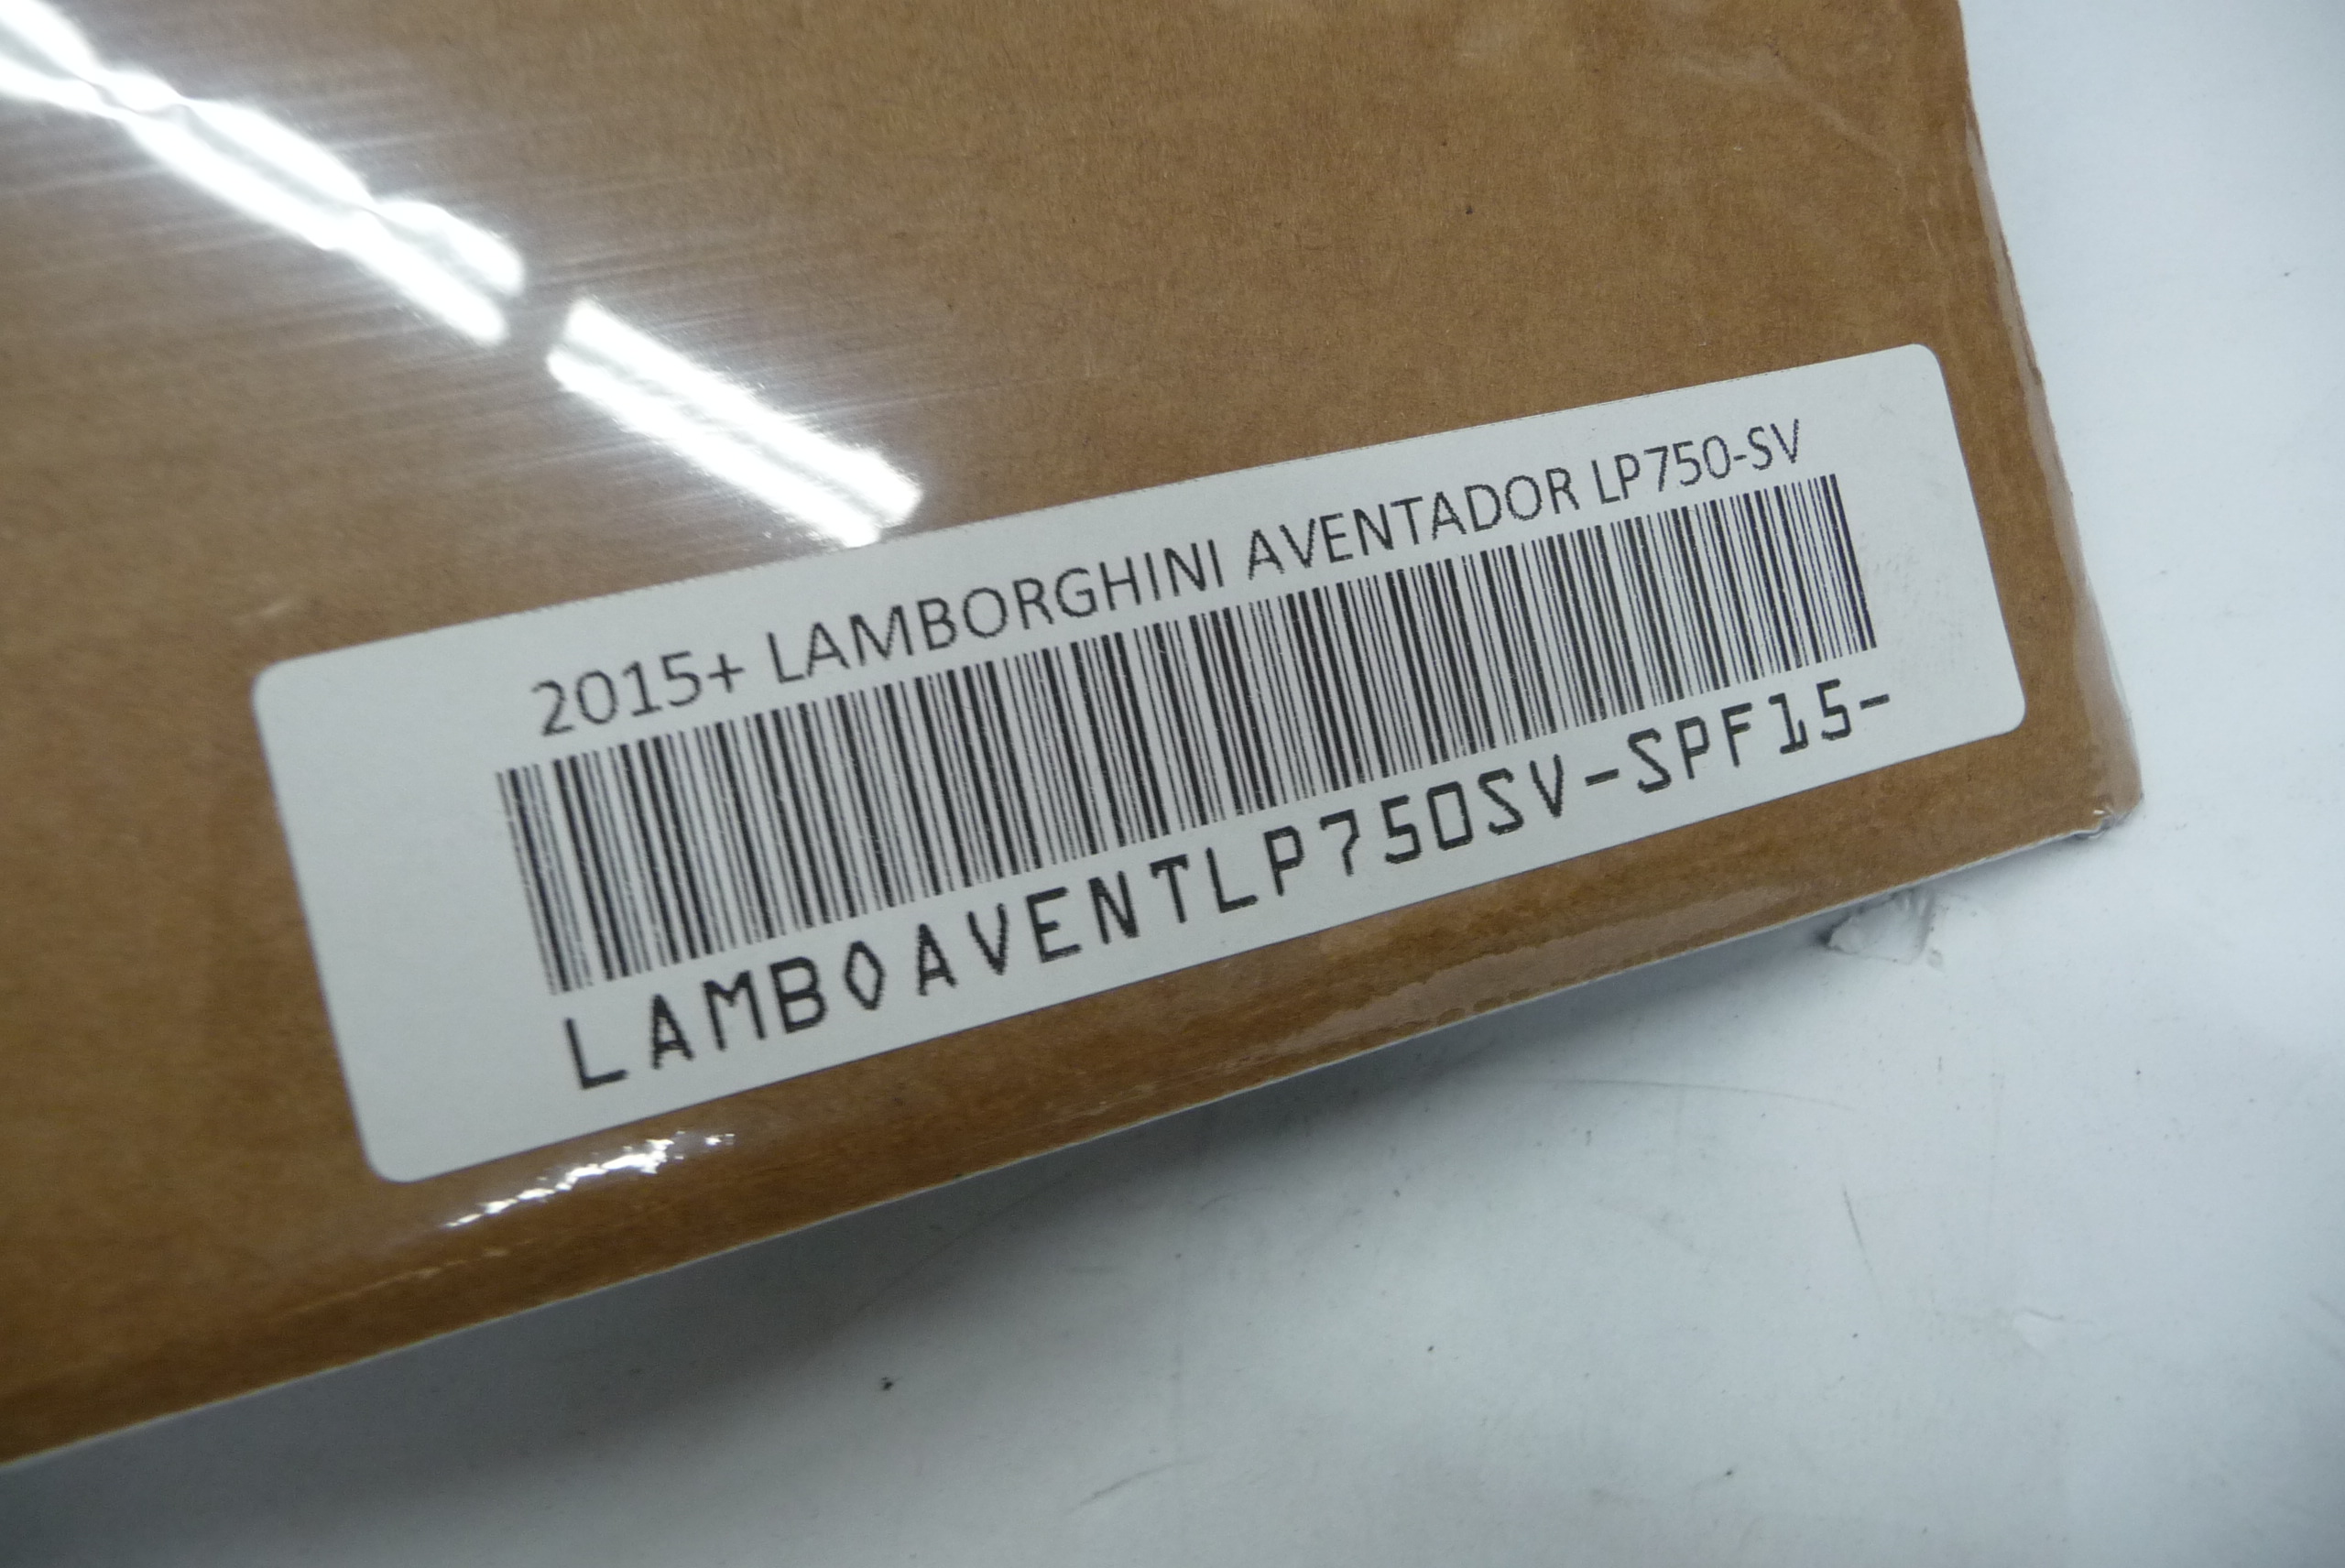 2015+ LAMBORGHINI AVENTADOR LP750-SV
LAMBOAVENTLP750SV-SPF15-